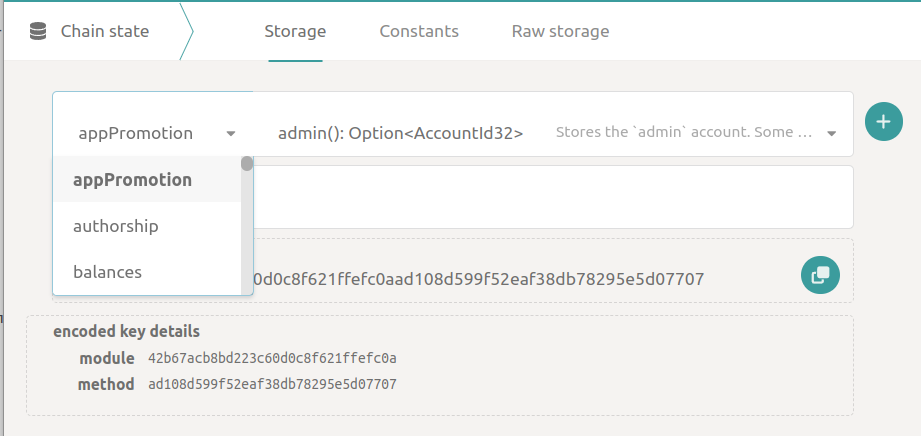 Chain state
Storage
Constants
Raw storage
appPromotion
admin(): Option<AccountId32>
Stores the `admin` account. Some …
appPromotion
authorship
balances
0d0c8f621ffefc0aad108d599f52eaf38db78295e5d07707
encoded key details
module 42b67acb8bd223c60d0c8f621ffefc0a
method ad108d599f52eaf38db78295e5d07707